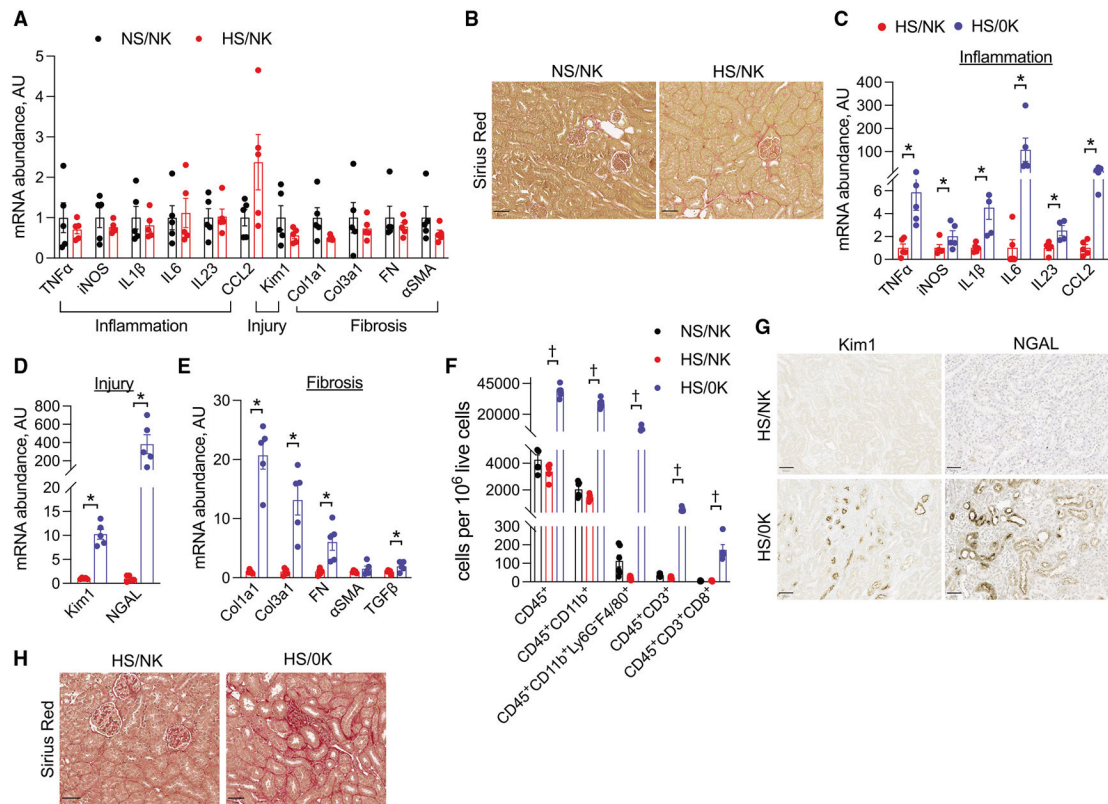 A
NS/NK HS/NK
mRNA abundance, AU
5
4
3
2
1
0
TNFα iNOS IL1β IL6 IL23 CCL2 Kim1 Col1a1 Col3a1 FN αSMA
Inflammation Injury Fibrosis
B
NS/NK HS/NK
Sirius Red
C
HS/NK HS/0K
Inflammation
mRNA abundance, AU
400
300
200
100
6
4
2
0
* * * * * *
TNFα iNOS IL1β IL6 IL23 CCL2
D
Injury
mRNA abundance, AU
800
600
400
200
20
15
10
5
0
* *
Kim1 NGAL
E
Fibrosis
mRNA abundance, AU
30
20
10
0
* * * *
Col1a1 Col3a1 FN αSMA TGFβ
F
NS/NK
HS/NK
HS/0K
cells per 10⁶ live cells
45000
20000
4000
2000
200
100
0
† † † † †
CD45⁺ CD45⁺CD11b⁺ CD45⁺CD11b⁺Ly6G⁻F4/80⁺ CD45⁺CD3⁺ CD45⁺CD3⁺CD8⁺
G
Kim1 NGAL
HS/NK
HS/0K
H
HS/NK HS/0K
Sirius Red